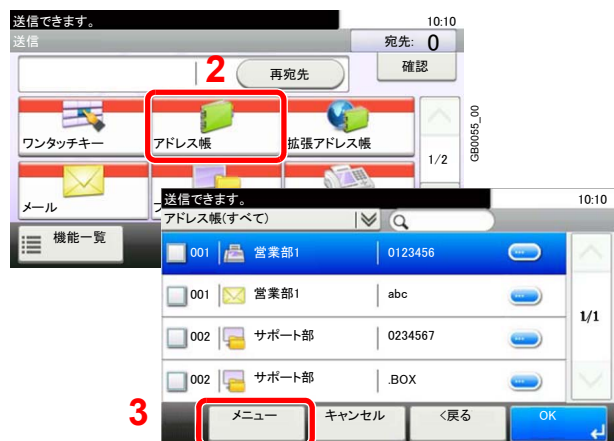 送信できます。 10:10
送信 宛先: 0
2 再宛先 確認
ワンタッチキー アドレス帳 拡張アドレス帳
1/2
GB0055_00
メール
機能一覧
送信できます。 10:10
アドレス帳(すべて)
001 営業部1 0123456
001 営業部1 abc
1/1
002 サポート部 0234567
002 サポート部 .BOX
3 メニュー キャンセル <戻る OK